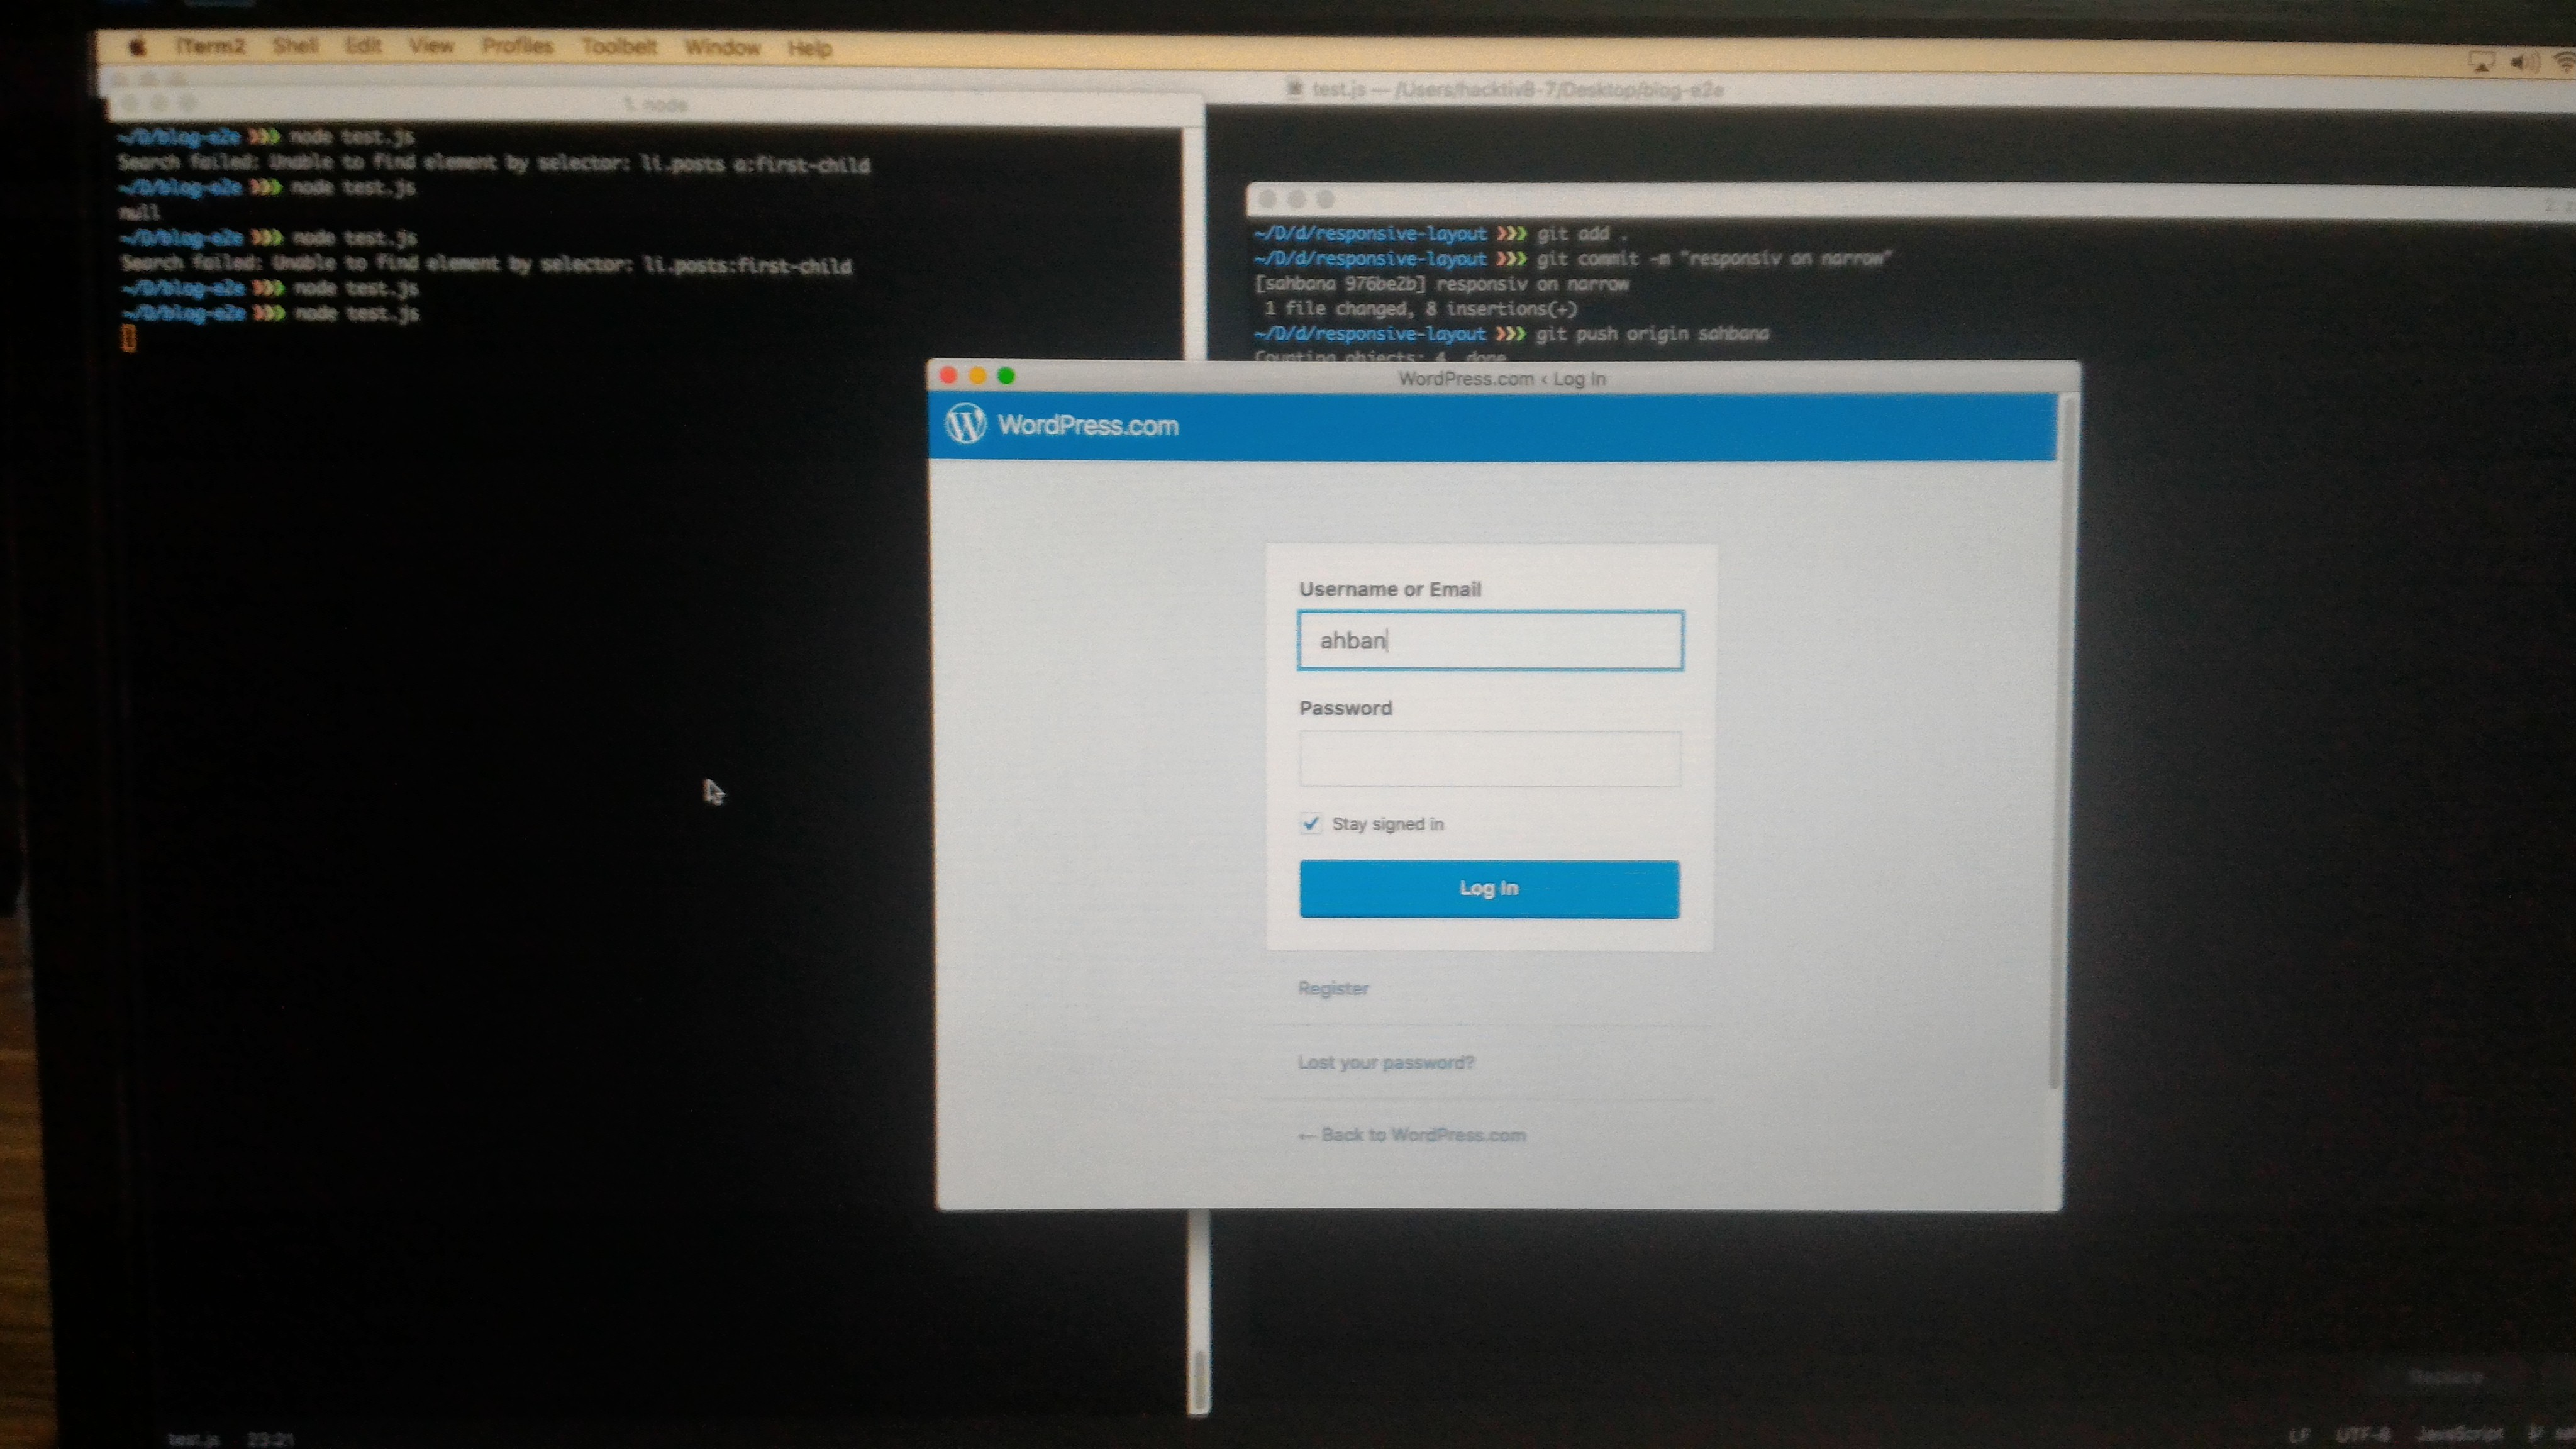 iTerm2 Shell Edit View Profiles Toolbelt Window Help
1. node
~/D/blog-e2e ❯❯❯ node test.js
Search failed: Unable to find element by selector: li.posts a:first-child
~/D/blog-e2e ❯❯❯ node test.js
null
~/D/blog-e2e ❯❯❯ node test.js
Search failed: Unable to find element by selector: li.posts:first-child
~/D/blog-e2e ❯❯❯ node test.js
~/D/blog-e2e ❯❯❯ node test.js
test.js — /Users/hacktiv8-7/Desktop/blog-e2e
~/D/d/responsive-layout ❯❯❯ git add .
~/D/d/responsive-layout ❯❯❯ git commit -m "responsiv on narrow"
[sahbana 976be2b] responsiv on narrow
1 file changed, 8 insertions(+)
~/D/d/responsive-layout ❯❯❯ git push origin sahbana
Counting objects: 4, done.
WordPress.com ‹ Log In
WordPress.com
Username or Email
ahban
Password
Stay signed in
Log In
Register
Lost your password?
← Back to WordPress.com
Replace
test.js 23:21
LF UTF-8 JavaScript